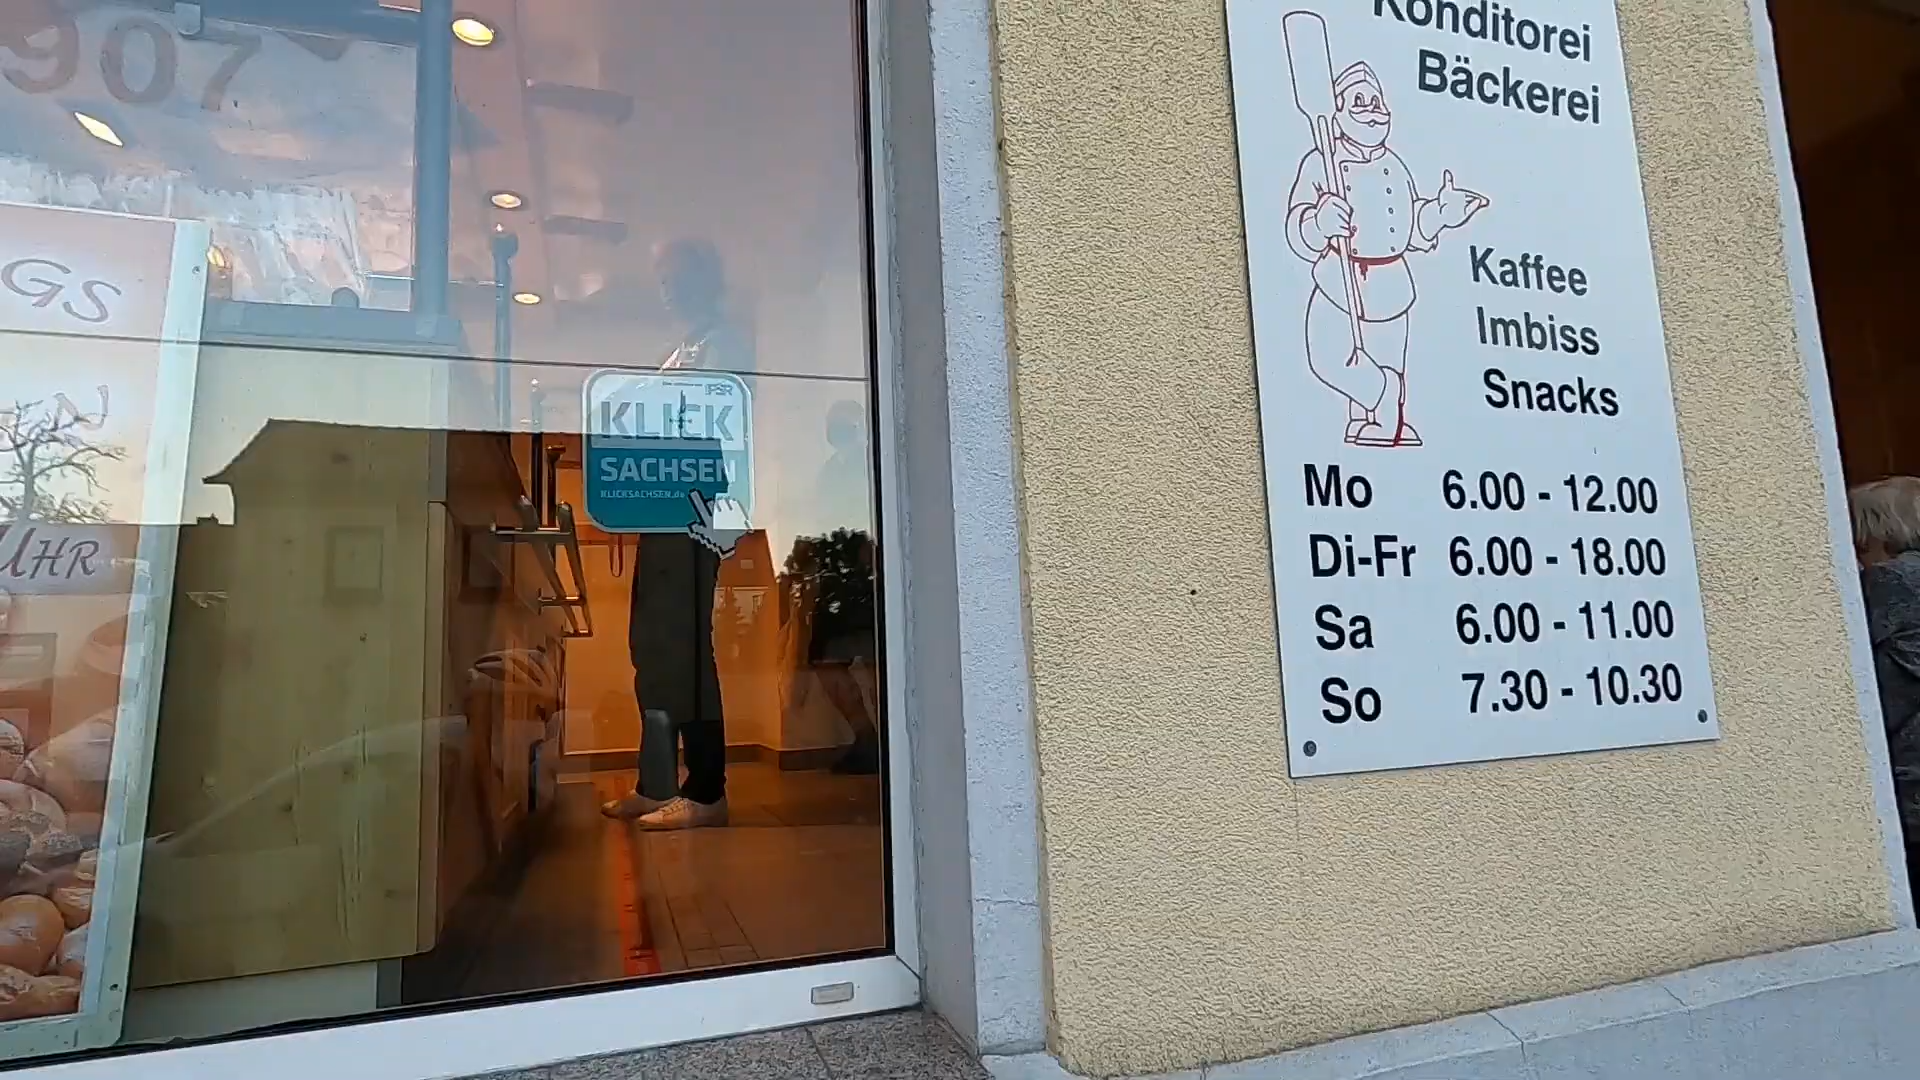 907
GS
N
UHR
KLICK
SACHSEN
KLICKSACHSEN.de
Konditorei
Bäckerei
Kaffee
Imbiss
Snacks
Mo 6.00 - 12.00
Di-Fr 6.00 - 18.00
Sa 6.00 - 11.00
So 7.30 - 10.30